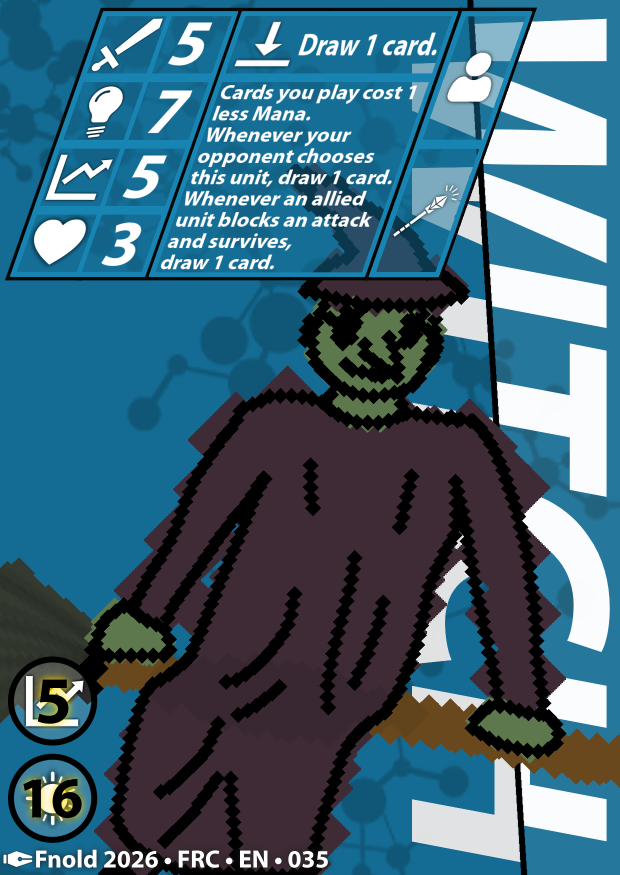 5
Draw 1 card.
7
5
3
Cards you play cost 1
less Mana.
Whenever your
opponent chooses
this unit, draw 1 card.
Whenever an allied
unit blocks an attack
and survives,
draw 1 card.
WITCH
5
16
Fnold 2026 • FRC • EN • 035